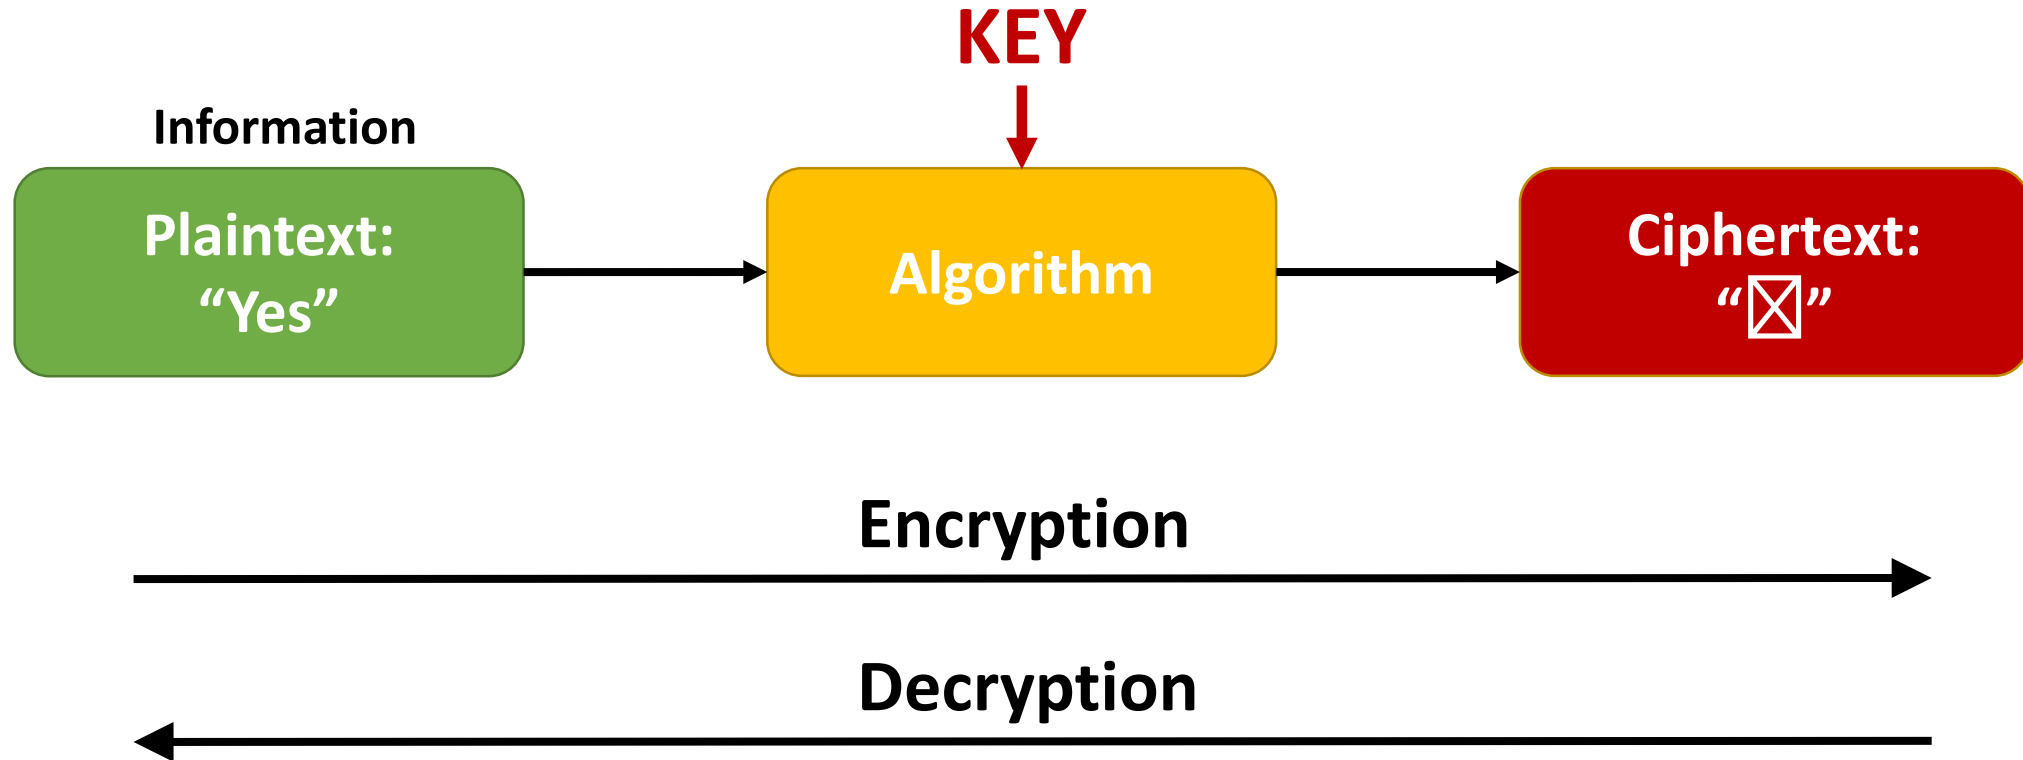 KEY
Information
Plaintext:
“Yes”
Algorithm
Ciphertext:
“”
Encryption
Decryption